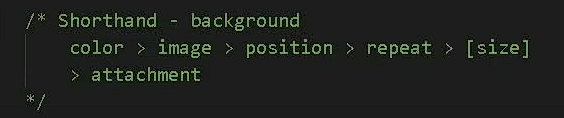 /* Shorthand - background
color > image > position > repeat > [size]
> attachment
*/